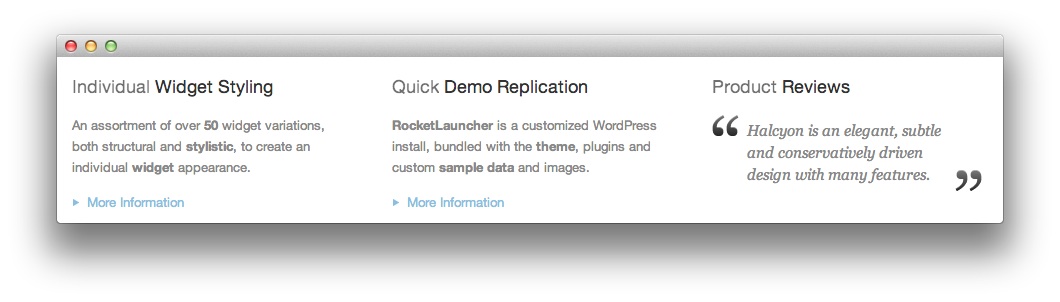 Individual Widget Styling
An assortment of over 50 widget variations,
both structural and stylistic, to create an
individual widget appearance.
More Information
Quick Demo Replication
RocketLauncher is a customized WordPress
install, bundled with the theme, plugins and
custom sample data and images.
More Information
Product Reviews
“ Halcyon is an elegant, subtle
and conservatively driven
design with many features. ”